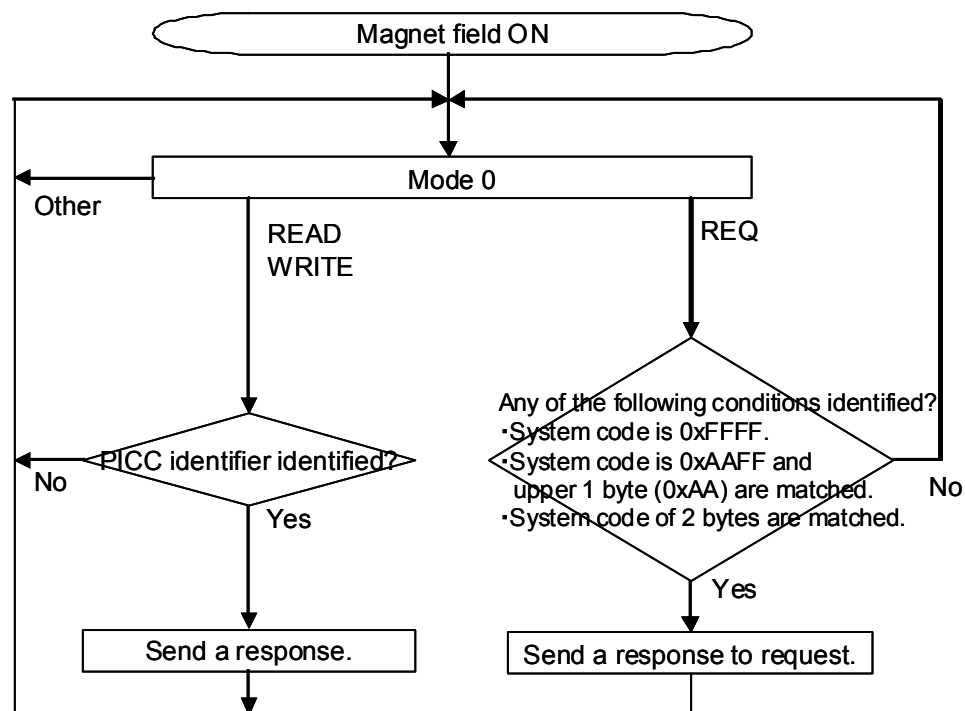 Magnet field ON
Mode 0
Other
READ
WRITE
REQ
Any of the following conditions identified?
・System code is 0xFFFF.
・System code is 0xAAFF and
upper 1 byte (0xAA) are matched.
・System code of 2 bytes are matched.
PICC identifier identified?
No
No
Yes
Yes
Send a response.
Send a response to request.